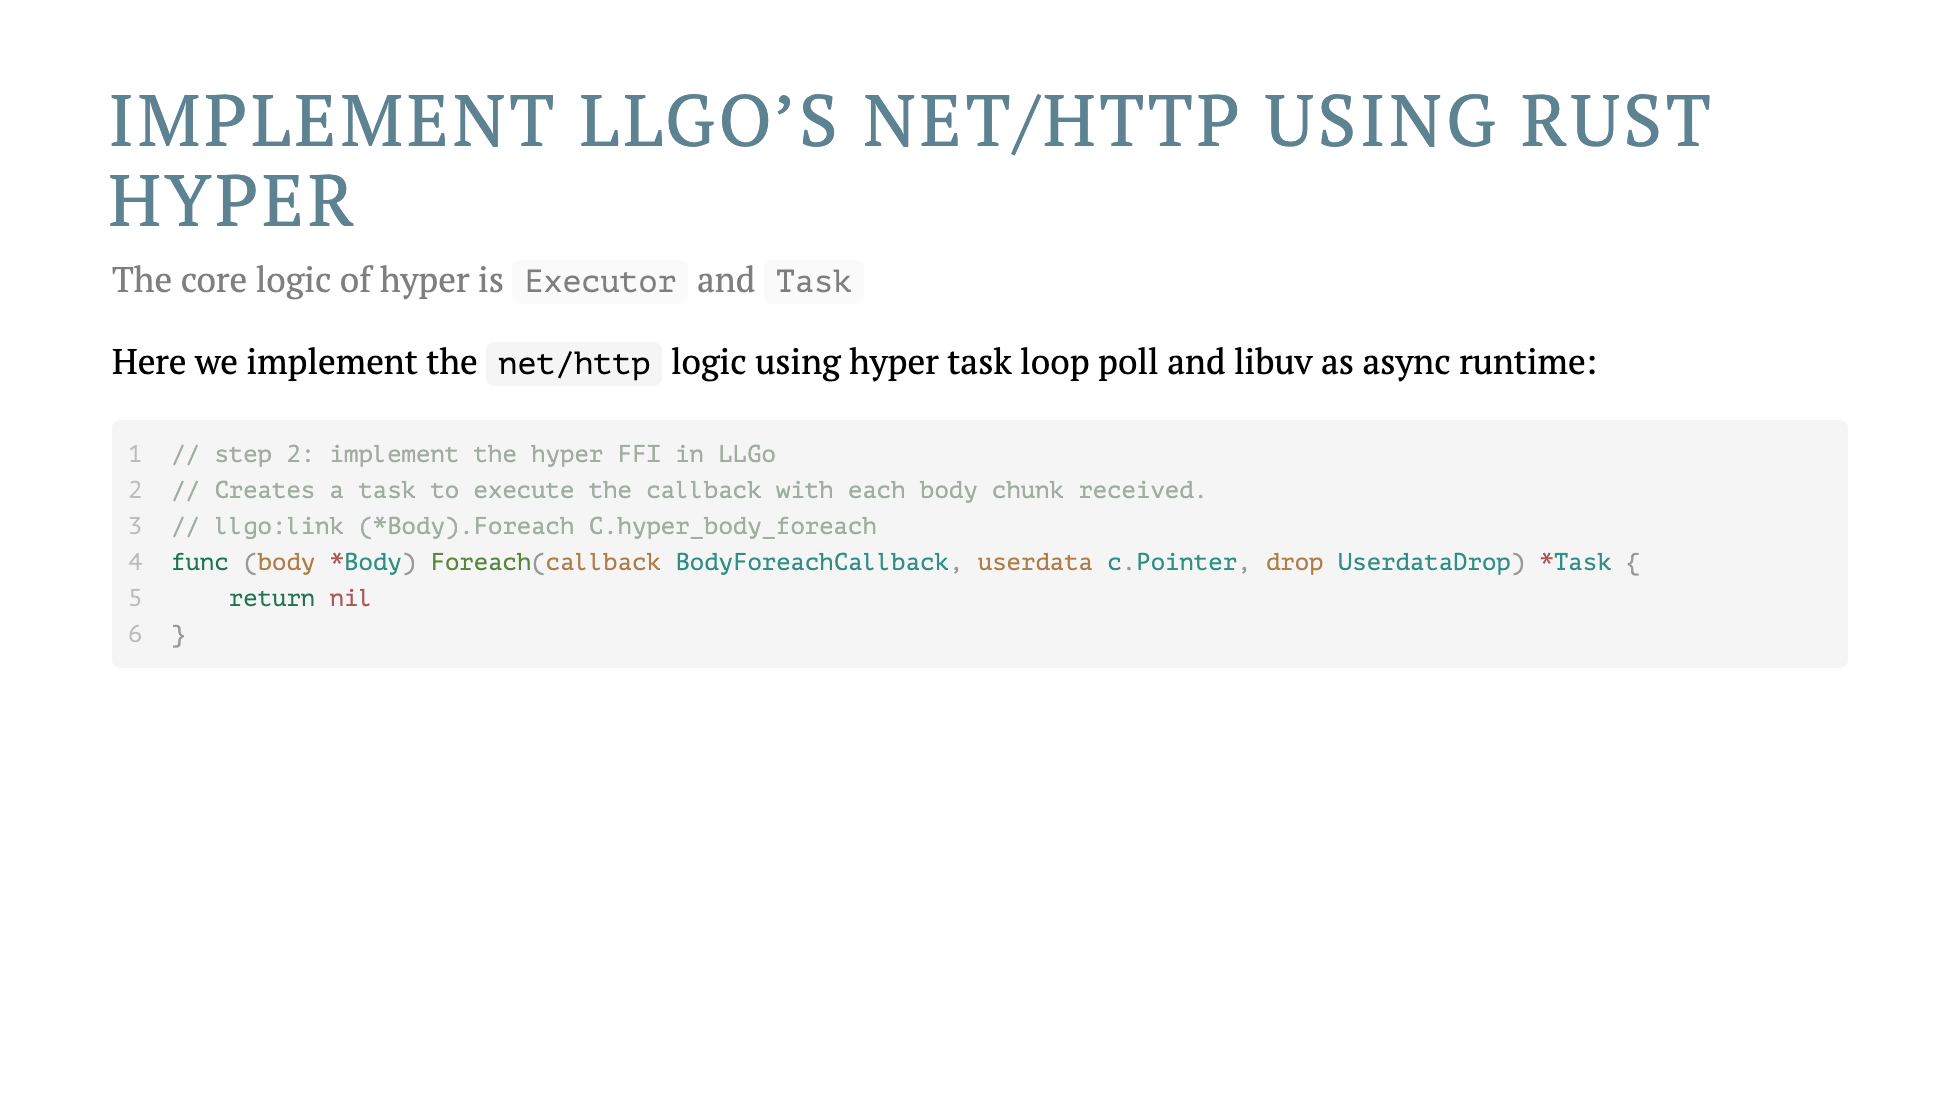 IMPLEMENT LLGO’S NET/HTTP USING RUST
HYPER
The core logic of hyper is Executor and Task
Here we implement the net/http logic using hyper task loop poll and libuv as async runtime:
1 // step 2: implement the hyper FFI in LLGo
2 // Creates a task to execute the callback with each body chunk received.
3 // llgo:link (*Body).Foreach C.hyper_body_foreach
4 func (body *Body) Foreach(callback BodyForeachCallback, userdata c.Pointer, drop UserdataDrop) *Task {
5     return nil
6 }